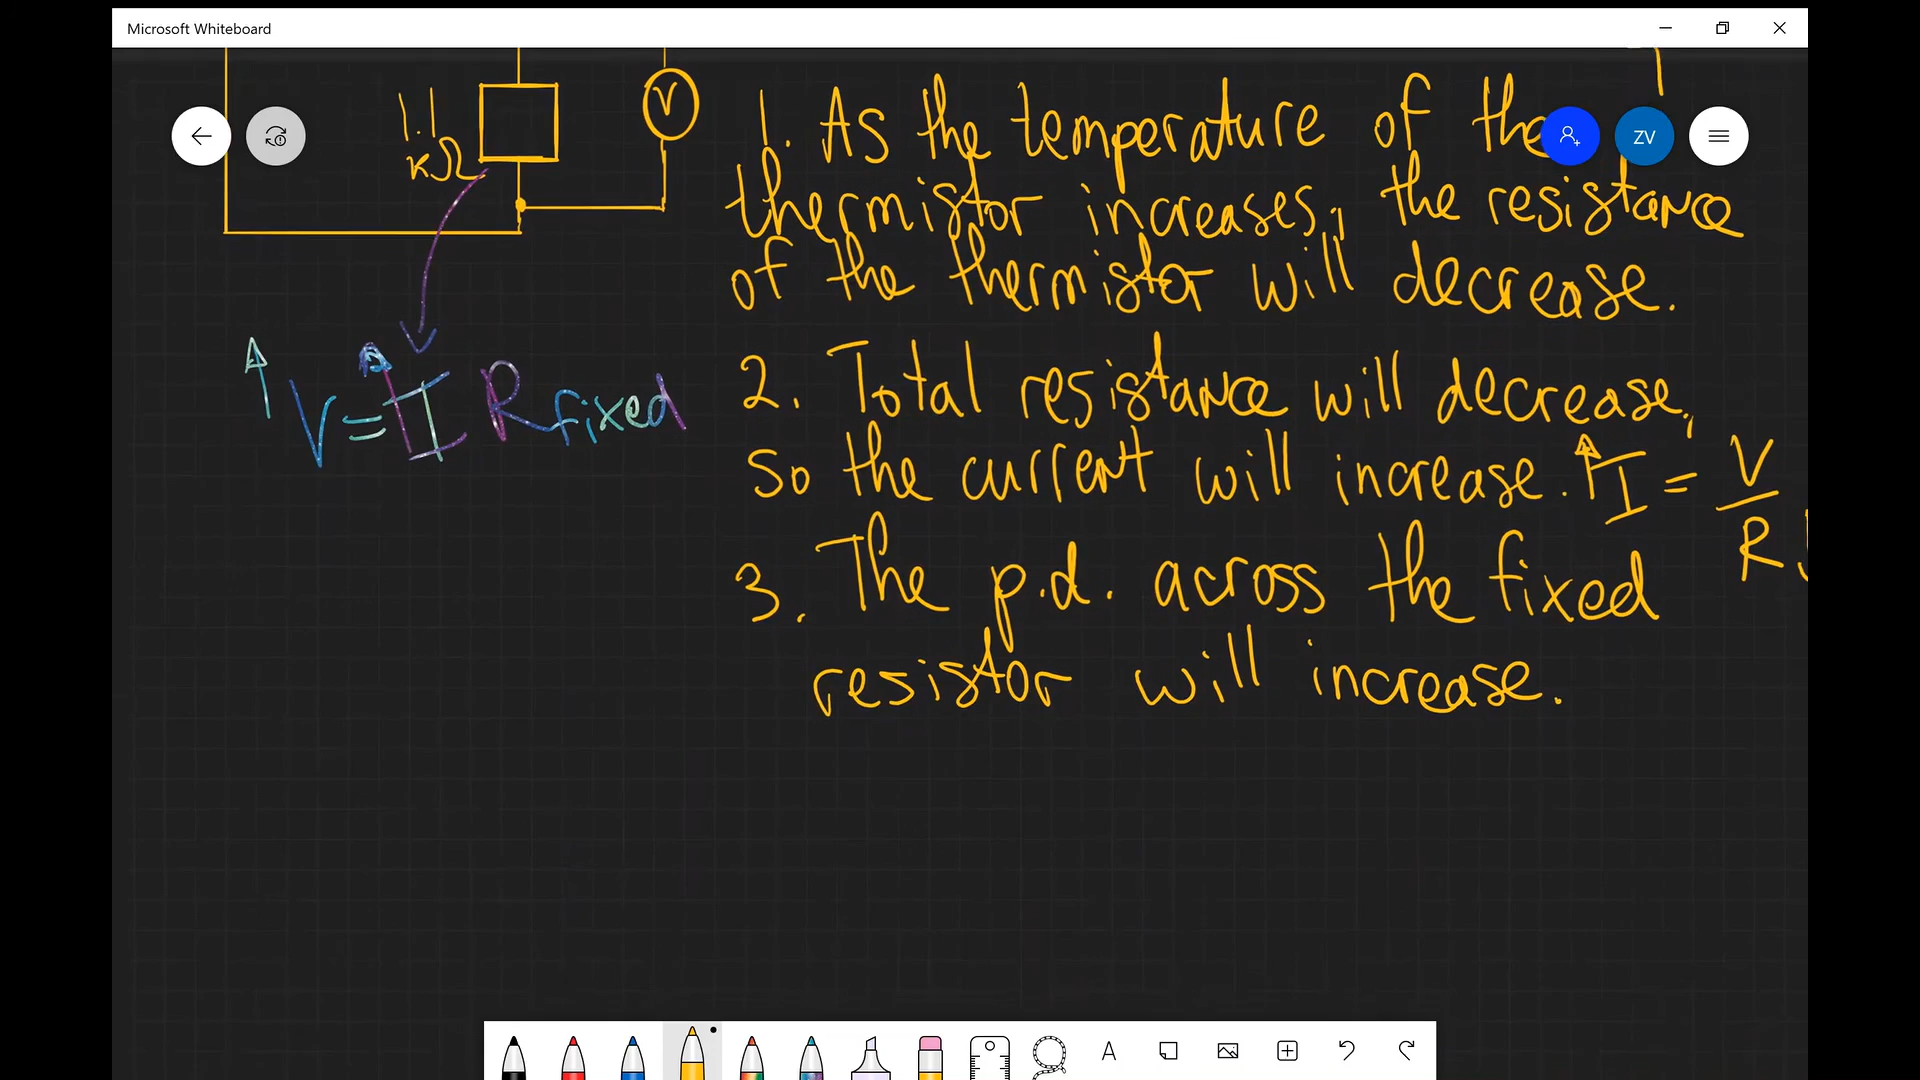 Microsoft Whiteboard
1.1
kΩ
V
ZV
1. As the temperature of the
thermistor increases, the resistance
of the thermistor will decrease.
V = I R fixed
2. Total resistance will decrease,
so the current will increase. ↑I = V/R
3. The p.d. across the fixed
resistor will increase.
A